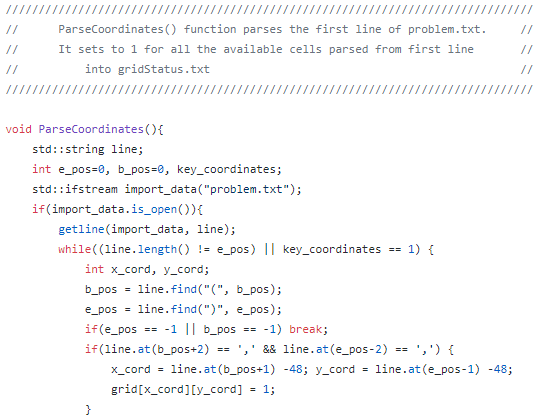 ////////////////////////////////////////////////////////////////////////////////
//      ParseCoordinates() function parses the first line of problem.txt.     //
//      It sets to 1 for all the available cells parsed from first line       //
//          into gridStatus.txt                                               //
////////////////////////////////////////////////////////////////////////////////
void ParseCoordinates(){
    std::string line;
    int e_pos=0, b_pos=0, key_coordinates;
    std::ifstream import_data("problem.txt");
    if(import_data.is_open()){
        getline(import_data, line);
        while((line.length() != e_pos) || key_coordinates == 1) {
            int x_cord, y_cord;
            b_pos = line.find("(", b_pos);
            e_pos = line.find(")", e_pos);
            if(e_pos == -1 || b_pos == -1) break;
            if(line.at(b_pos+2) == ',' && line.at(e_pos-2) == ',') {
                x_cord = line.at(b_pos+1) -48; y_cord = line.at(e_pos-1) -48;
                grid[x_cord][y_cord] = 1;
            }